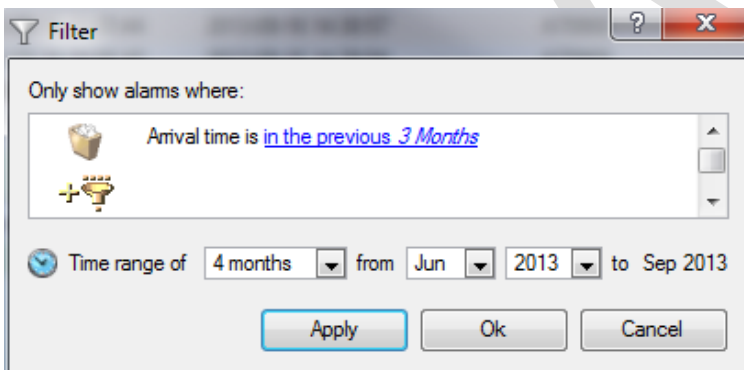 Filter
Only show alarms where:
Arrival time is in the previous 3 Months
Time range of 4 months from Jun 2013 to Sep 2013
Apply Ok Cancel